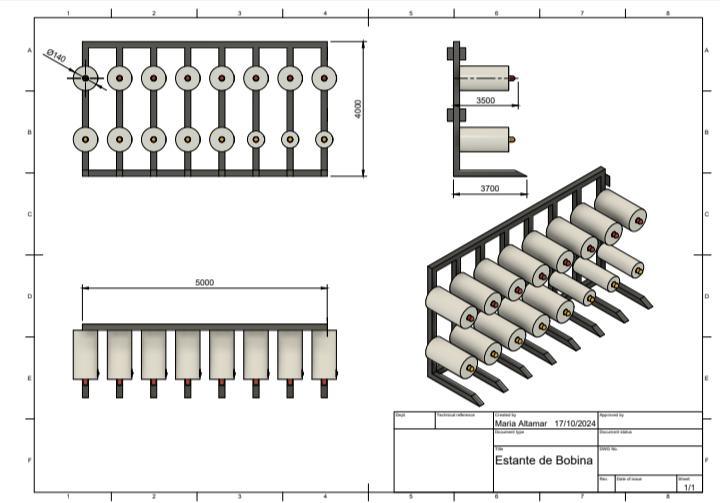 1 2 3 4 5 6 7 8
A A
Ø140
3500
4000
B B
3700
C C
5000
D D
E E
Dept. Technical reference Created by Approved by
Maria Altamar 17/10/2024
Document type Document status
Title DWG No.
Estante de Bobina
F F
Rev. Date of issue Sheet
1/1
1 2 3 4 5 6 7 8